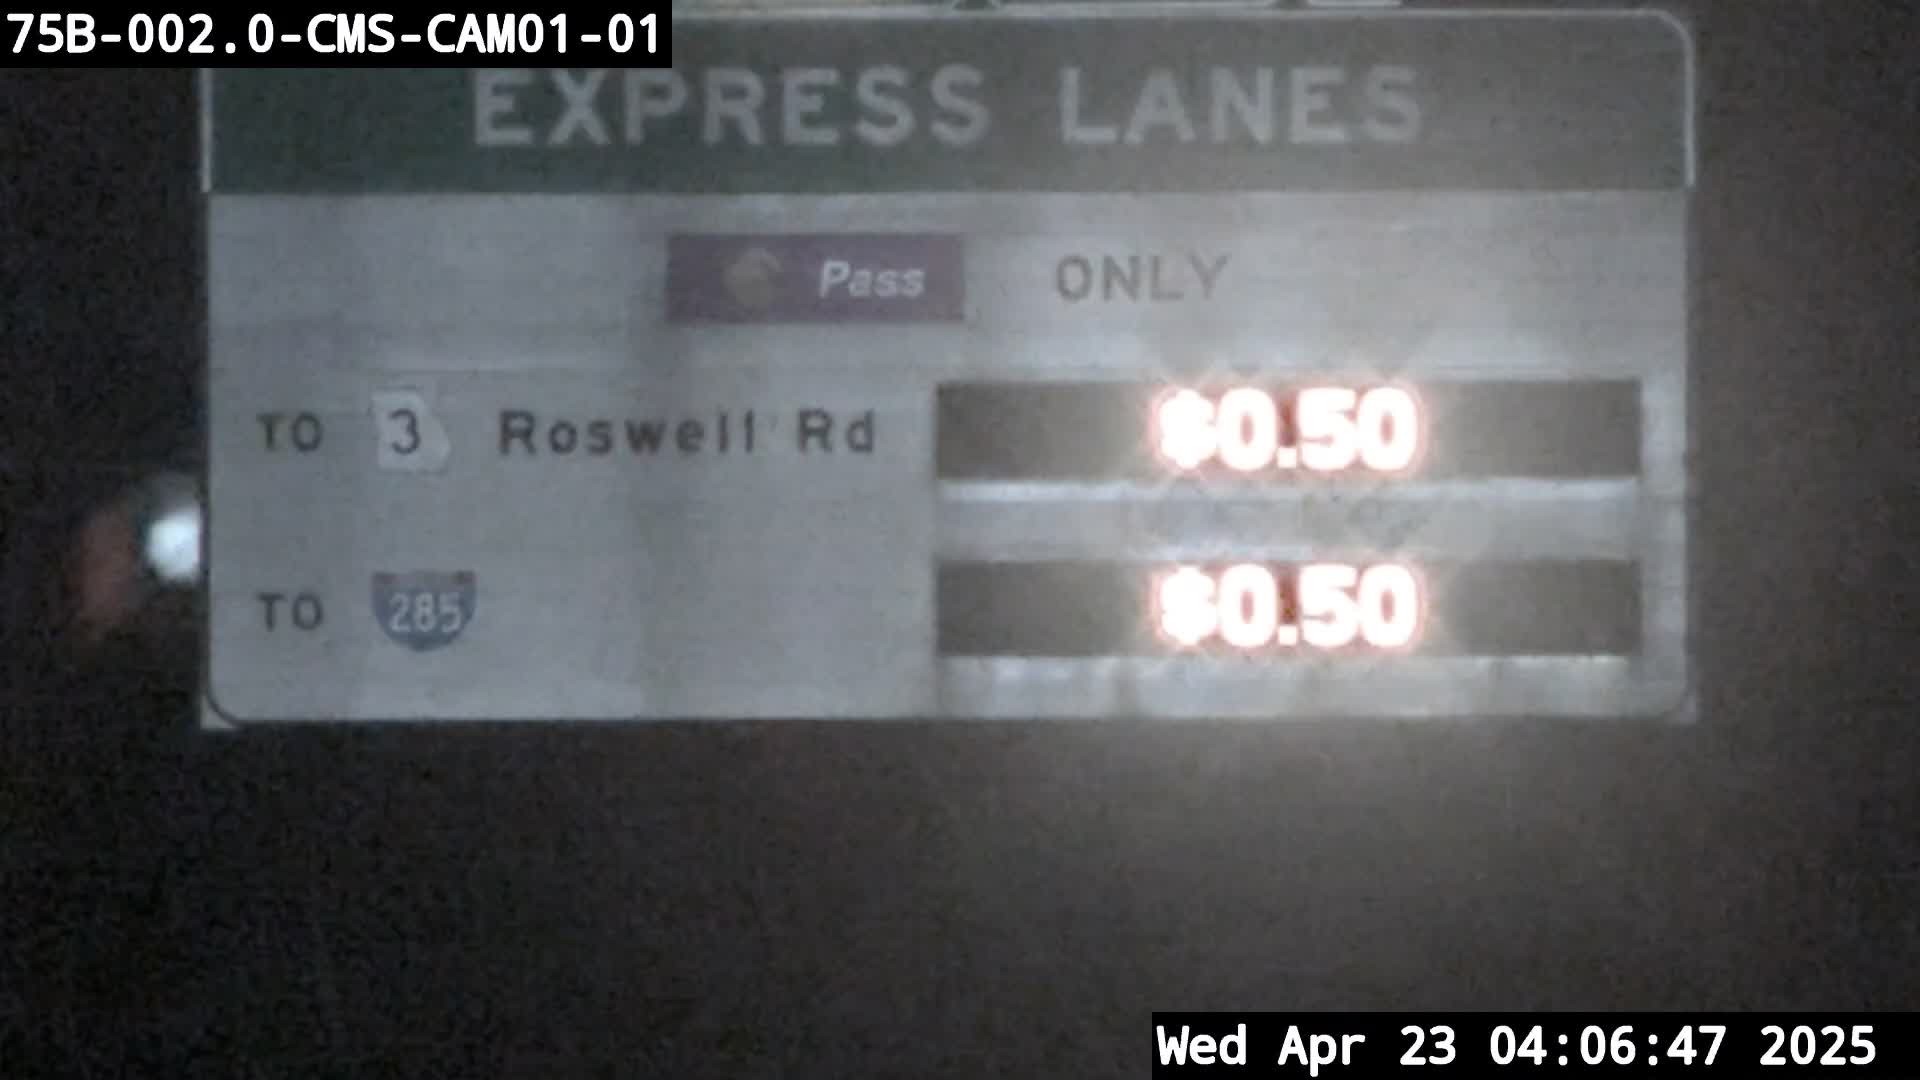 75B-002.0-CMS-CAM01-01
EXPRESS LANES
Pass ONLY
TO 3 Roswell Rd $0.50
TO 285 $0.50
Wed Apr 23 04:06:47 2025